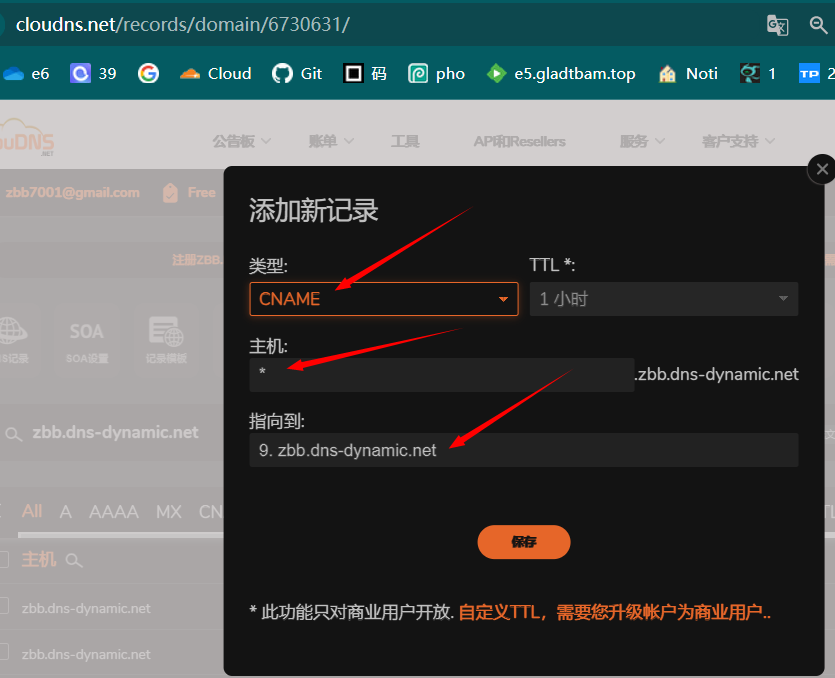 cloudns.net/records/domain/6730631/
e6 39 Cloud Git 码 pho e5.gladtbam.top Noti 1 TP 2
uDNS
.NET
公告板 账单 工具 API和Resellers 服务 客户支持
zbb7001@gmail.com Free
添加新记录
注册ZBB.
类型: TTL *:
CNAME 1 小时
SOA
S记录 SOA设置 记录模板
主机:
* .zbb.dns-dynamic.net
指向到:
zbb.dns-dynamic.net
9. zbb.dns-dynamic.net
All A AAAA MX CN
保存
主机
zbb.dns-dynamic.net
* 此功能只对商业用户开放. 自定义TTL，需要您升级帐户为商业用户..
zbb.dns-dynamic.net